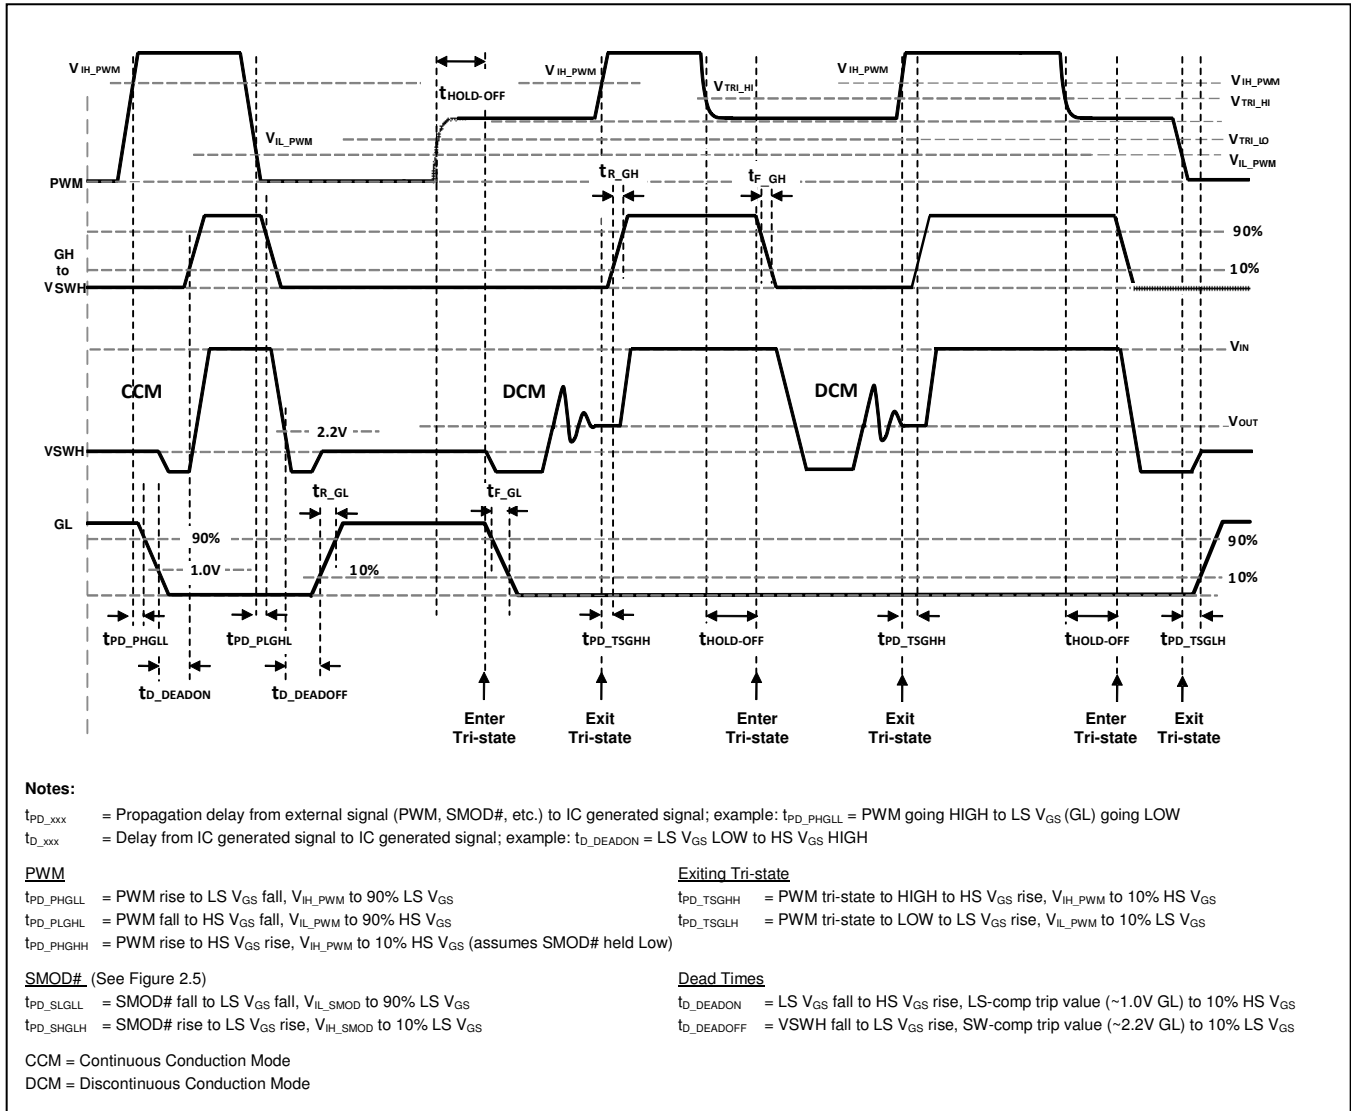 VIH_PWM
tHOLD-OFF
VIH_PWM
VTRI_HI
VIH_PWM
VIH_PWM
VTRI_HI
VIL_PWM
VTRI_LO
VIL_PWM
PWM
tR_GH
tF_GH
90%
GH
to
VSWH
10%
VIN
CCM
DCM
DCM
2.2V
VOUT
VSWH
tR_GL
tF_GL
GL
90%
90%
1.0V
10%
10%
tPD_PHGLL
tPD_PLGHL
tPD_TSGHH
tHOLD-OFF
tPD_TSGHH
tHOLD-OFF
tPD_TSGLH
tD_DEADON
tD_DEADOFF
Enter
Tri-state
Exit
Tri-state
Enter
Tri-state
Exit
Tri-state
Enter
Tri-state
Exit
Tri-state
Notes:
tPD_xxx = Propagation delay from external signal (PWM, SMOD#, etc.) to IC generated signal; example: tPD_PHGLL = PWM going HIGH to LS VGS (GL) going LOW
tD_xxx = Delay from IC generated signal to IC generated signal; example: tD_DEADON = LS VGS LOW to HS VGS HIGH
PWM
tPD_PHGLL = PWM rise to LS VGS fall, VIH_PWM to 90% LS VGS
tPD_PLGHL = PWM fall to HS VGS fall, VIL_PWM to 90% HS VGS
tPD_PHGHH = PWM rise to HS VGS rise, VIH_PWM to 10% HS VGS (assumes SMOD# held Low)
Exiting Tri-state
tPD_TSGHH = PWM tri-state to HIGH to HS VGS rise, VIH_PWM to 10% HS VGS
tPD_TSGLH = PWM tri-state to LOW to LS VGS rise, VIL_PWM to 10% LS VGS
SMOD# (See Figure 2.5)
tPD_SLGLL = SMOD# fall to LS VGS fall, VIL_SMOD to 90% LS VGS
tPD_SHGLH = SMOD# rise to LS VGS rise, VIH_SMOD to 10% LS VGS
Dead Times
tD_DEADON = LS VGS fall to HS VGS rise, LS-comp trip value (~1.0V GL) to 10% HS VGS
tD_DEADOFF = VSWH fall to LS VGS rise, SW-comp trip value (~2.2V GL) to 10% LS VGS
CCM = Continuous Conduction Mode
DCM = Discontinuous Conduction Mode